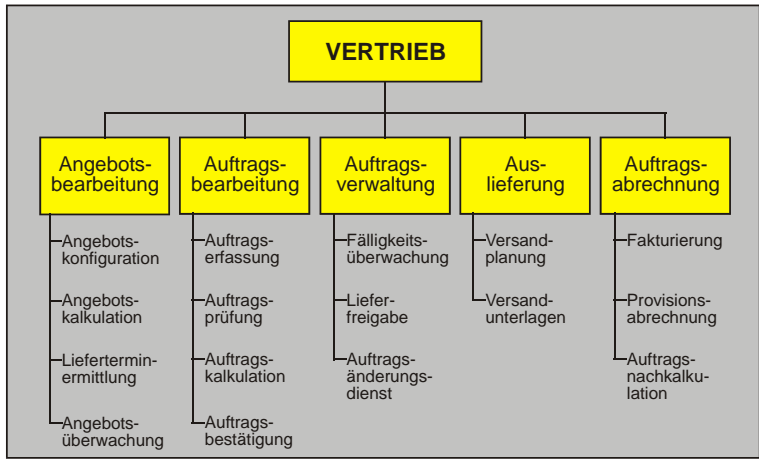 VERTRIEB
Angebots-
bearbeitung
Angebots-
konfiguration
Angebots-
kalkulation
Liefertermin-
ermittlung
Angebots-
überwachung
Auftrags-
bearbeitung
Auftrags-
erfassung
Auftrags-
prüfung
Auftrags-
kalkulation
Auftrags-
bestätigung
Auftrags-
verwaltung
Fälligkeits-
überwachung
Liefer-
freigabe
Auftrags-
änderungs-
dienst
Aus-
lieferung
Versand-
planung
Versand-
unterlagen
Auftrags-
abrechnung
Fakturierung
Provisions-
abrechnung
Auftrags-
nachkalku-
lation